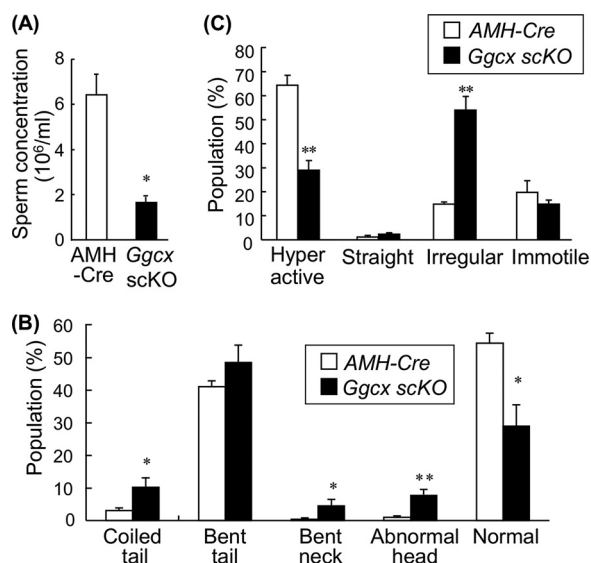 (A)
Sperm concentration
(10⁶/ml)
8
6
4
2
0
*
AMH
-Cre
Ggcx
scKO
(C)
AMH-Cre
Ggcx scKO
Population (%)
80
70
60
50
40
30
20
10
0
**
**
Hyper
active
Straight
Irregular
Immotile
(B)
AMH-Cre
Ggcx scKO
Population (%)
60
50
40
30
20
10
0
*
*
**
*
Coiled
tail
Bent
tail
Bent
neck
Abnormal
head
Normal